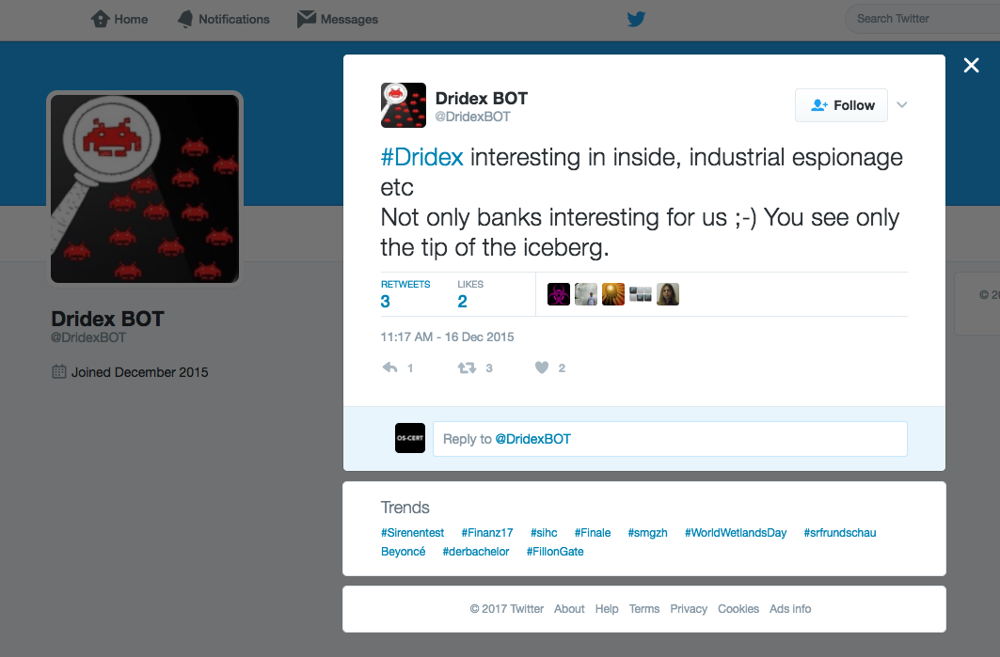 Home Notifications Messages Search Twitter
Dridex BOT
@DridexBOT
Follow
#Dridex interesting in inside, industrial espionage
etc
Not only banks interesting for us ;-) You see only
the tip of the iceberg.
RETWEETS LIKES
3 2
11:17 AM - 16 Dec 2015
1 3 2
OS-CERT
Reply to @DridexBOT
Dridex BOT
@DridexBOT
Joined December 2015
Trends
#Sirenentest #Finanz17 #sihc #Finale #smgzh #WorldWetlandsDay #srfrundschau
Beyoncé #derbachelor #FillonGate
© 2017 Twitter About Help Terms Privacy Cookies Ads info